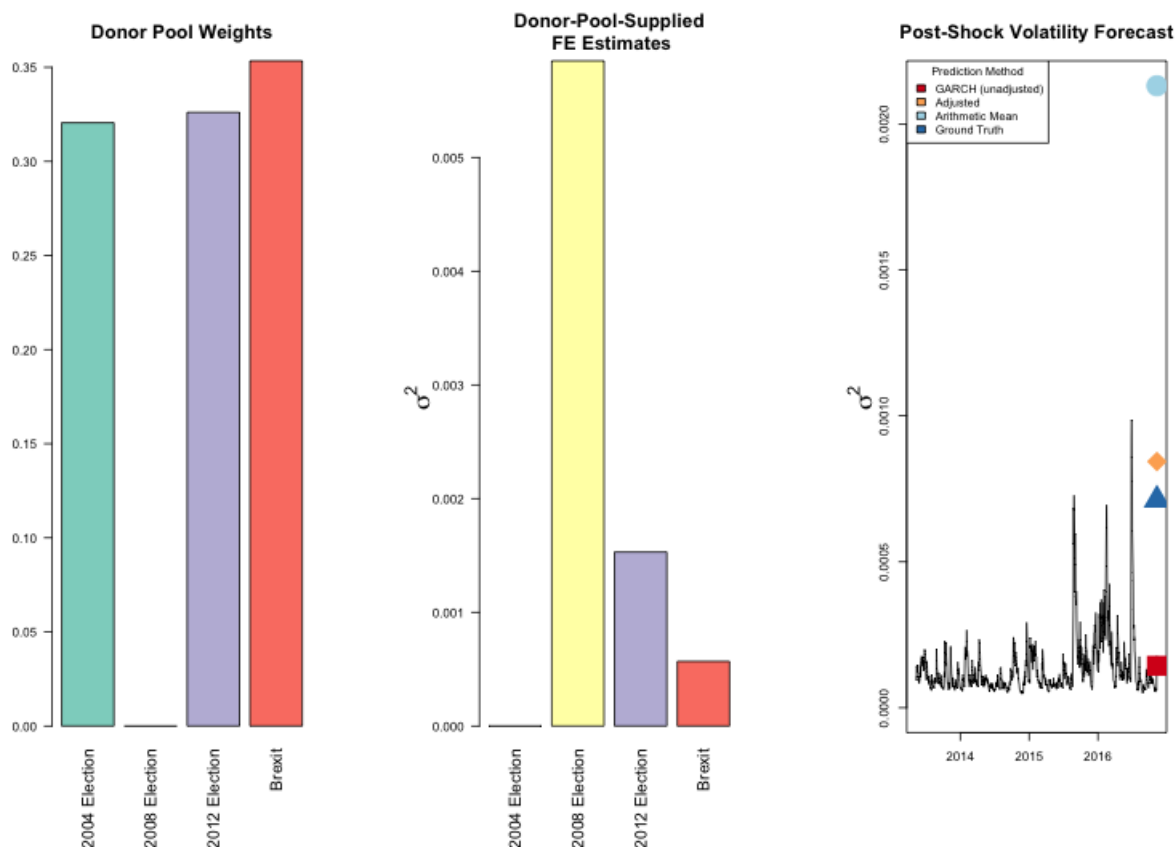 Donor Pool Weights
0.35
0.30
0.25
0.20
0.15
0.10
0.05
0.00
2004 Election
2008 Election
2012 Election
Brexit
Donor-Pool-Supplied
FE Estimates
σ2
0.005
0.004
0.003
0.002
0.001
0.000
2004 Election
2008 Election
2012 Election
Brexit
Post-Shock Volatility Forecast
Prediction Method
GARCH (unadjusted)
Adjusted
Arithmetic Mean
Ground Truth
σ2
0.0020
0.0015
0.0010
0.0005
0.0000
2014
2015
2016